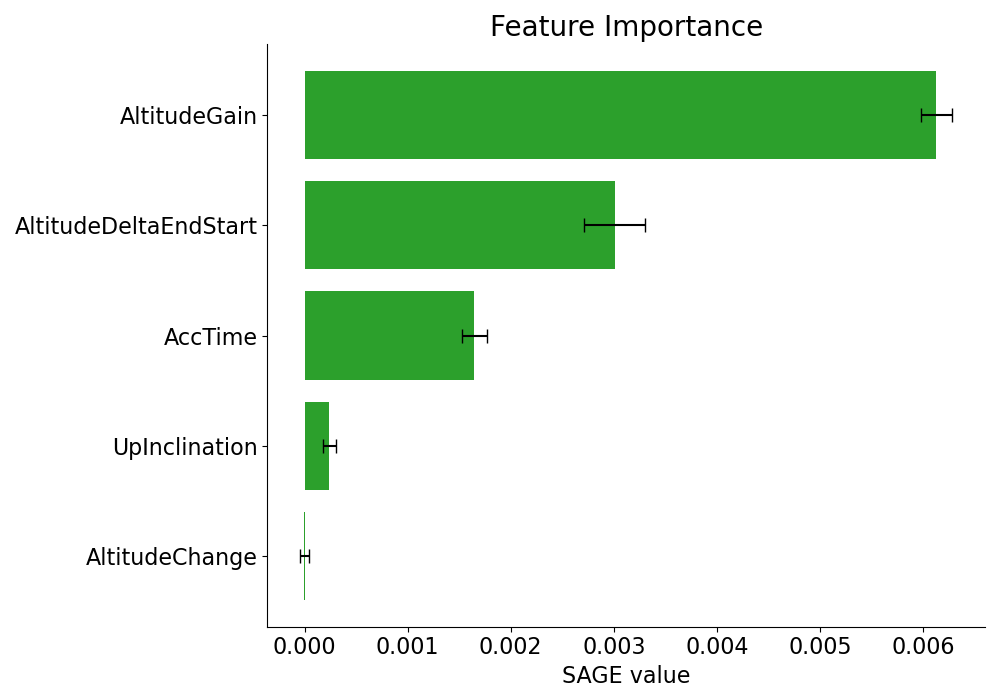 Feature Importance
AltitudeGain
AltitudeDeltaEndStart
AccTime
UpInclination
AltitudeChange
0.000 0.001 0.002 0.003 0.004 0.005 0.006
SAGE value